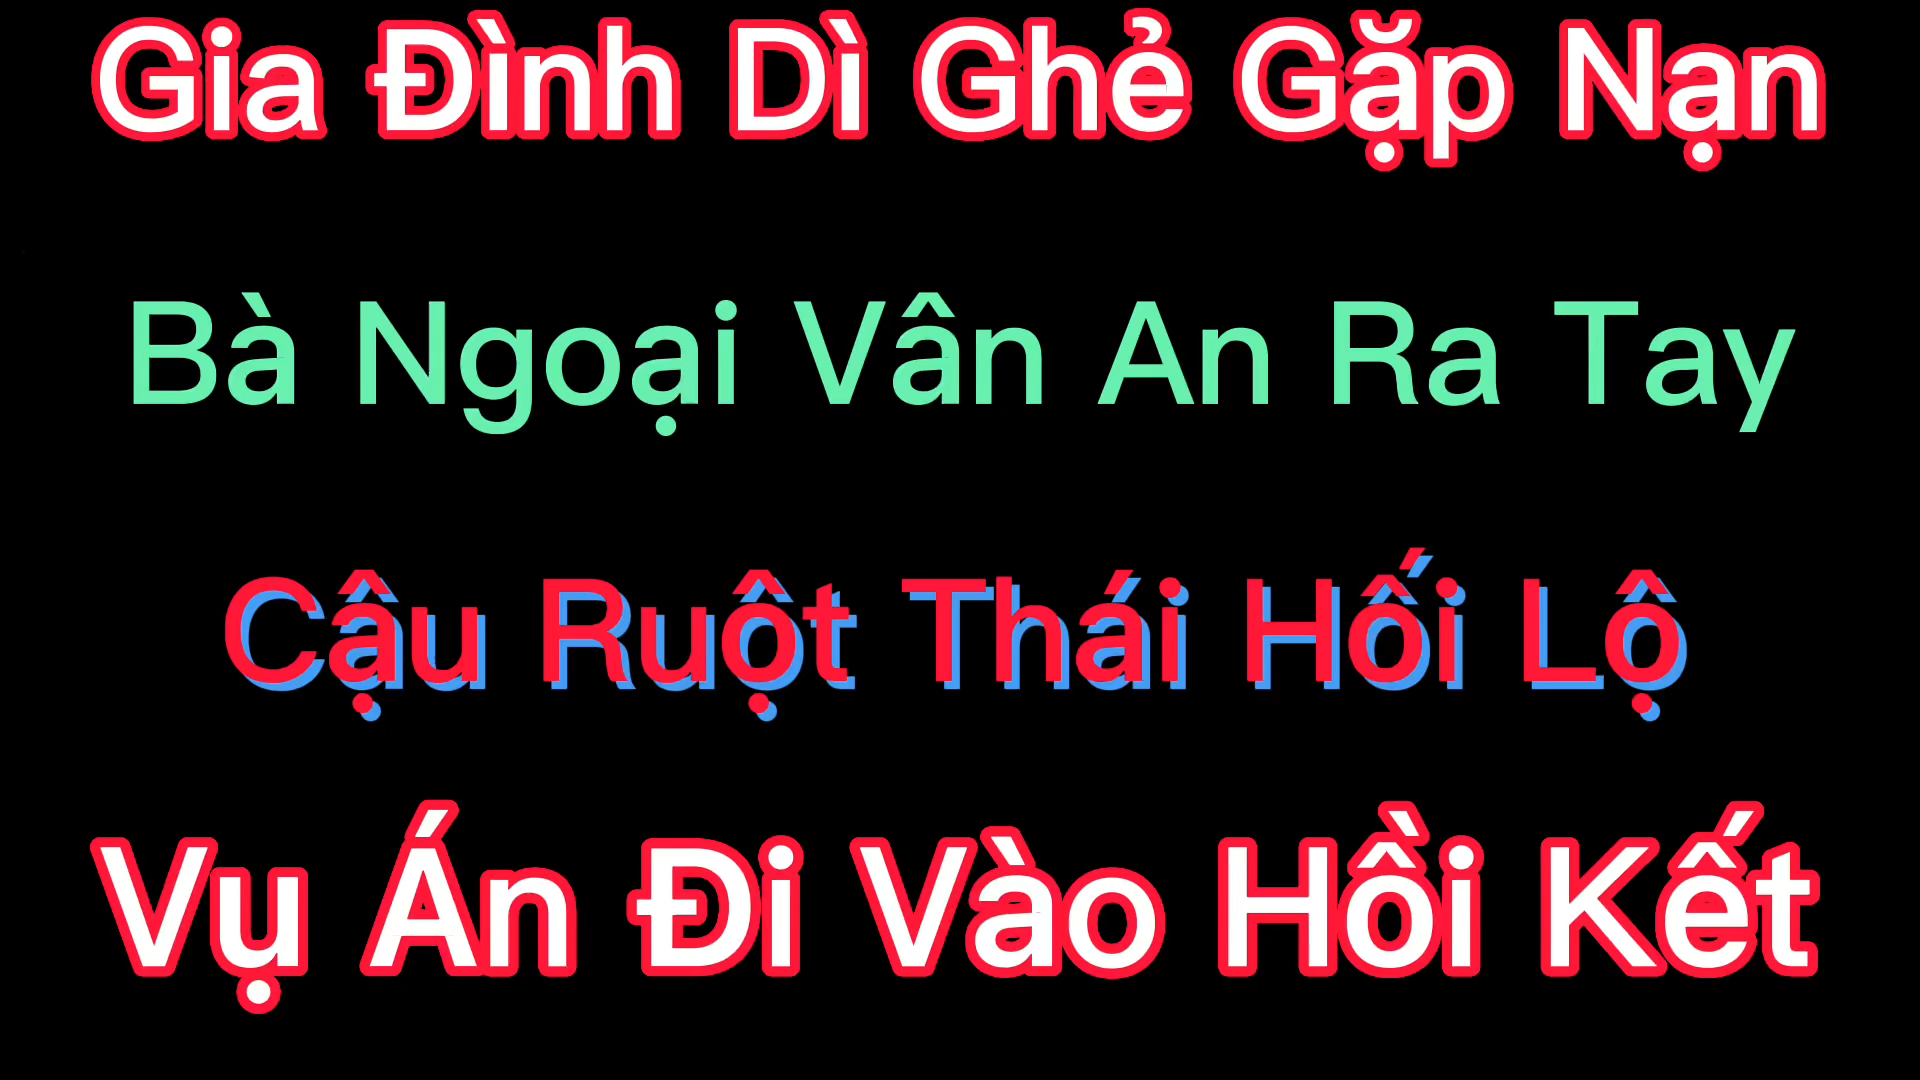 Gia Đình Dì Ghẻ Gặp Nạn
Bà Ngoại Vân An Ra Tay
Cậu Ruột Thái Hối Lộ
Vụ Án Đi Vào Hồi Kết